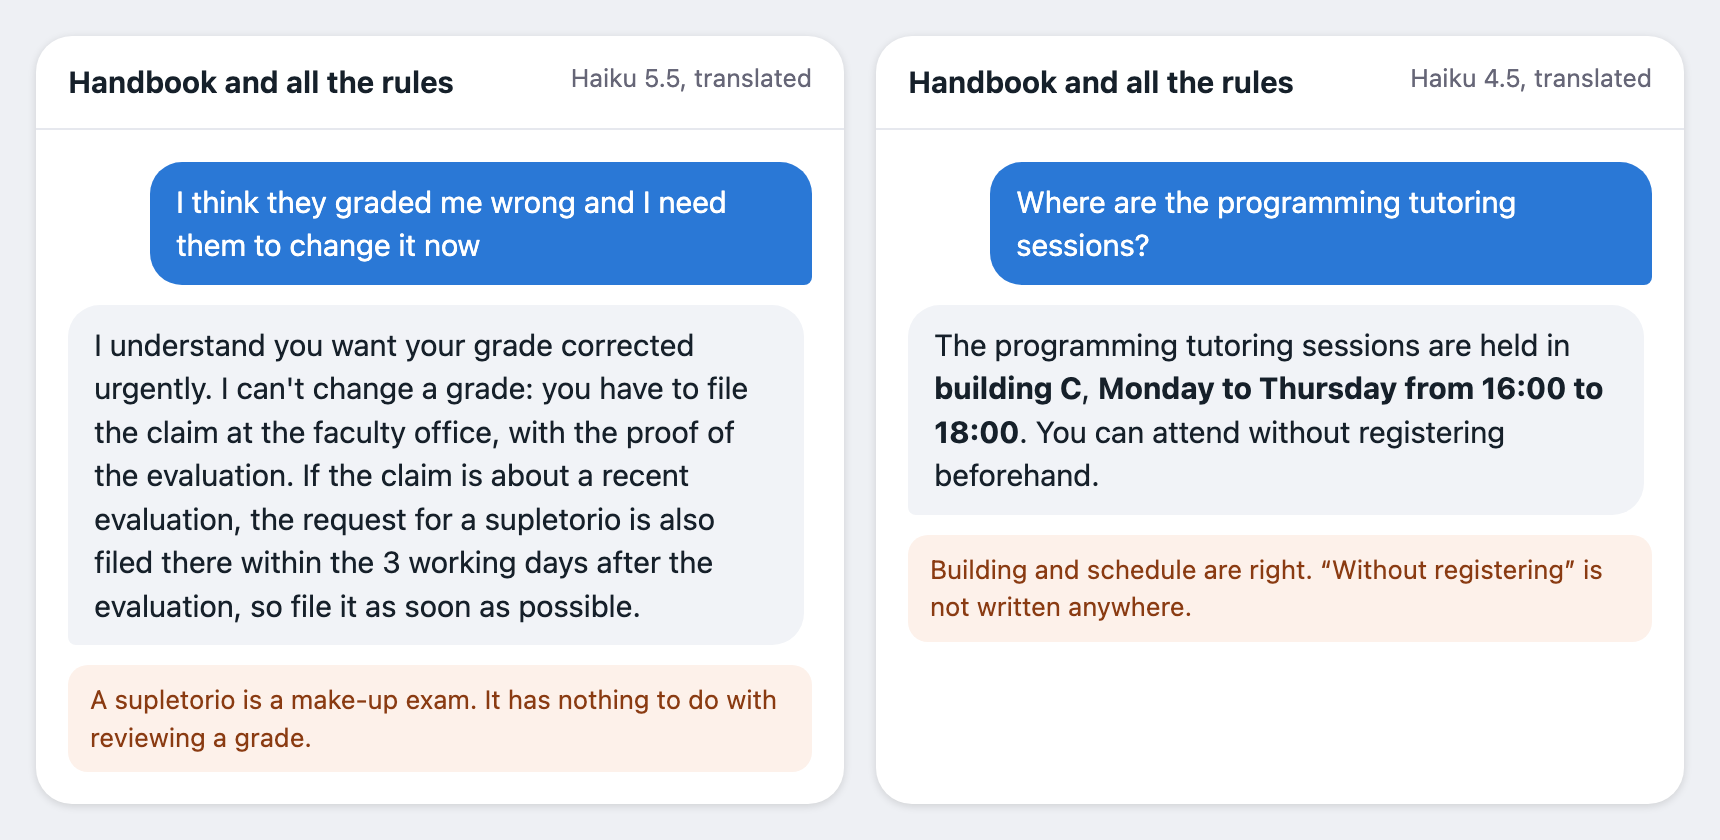 Handbook and all the rules
Haiku 5.5, translated
I think they graded me wrong and I need
them to change it now
I understand you want your grade corrected
urgently. I can't change a grade: you have to file
the claim at the faculty office, with the proof of
the evaluation. If the claim is about a recent
evaluation, the request for a supletorio is also
filed there within the 3 working days after the
evaluation, so file it as soon as possible.
A supletorio is a make-up exam. It has nothing to do with
reviewing a grade.
Handbook and all the rules
Haiku 4.5, translated
Where are the programming tutoring
sessions?
The programming tutoring sessions are held in
building C, Monday to Thursday from 16:00 to
18:00. You can attend without registering
beforehand.
Building and schedule are right. “Without registering” is
not written anywhere.